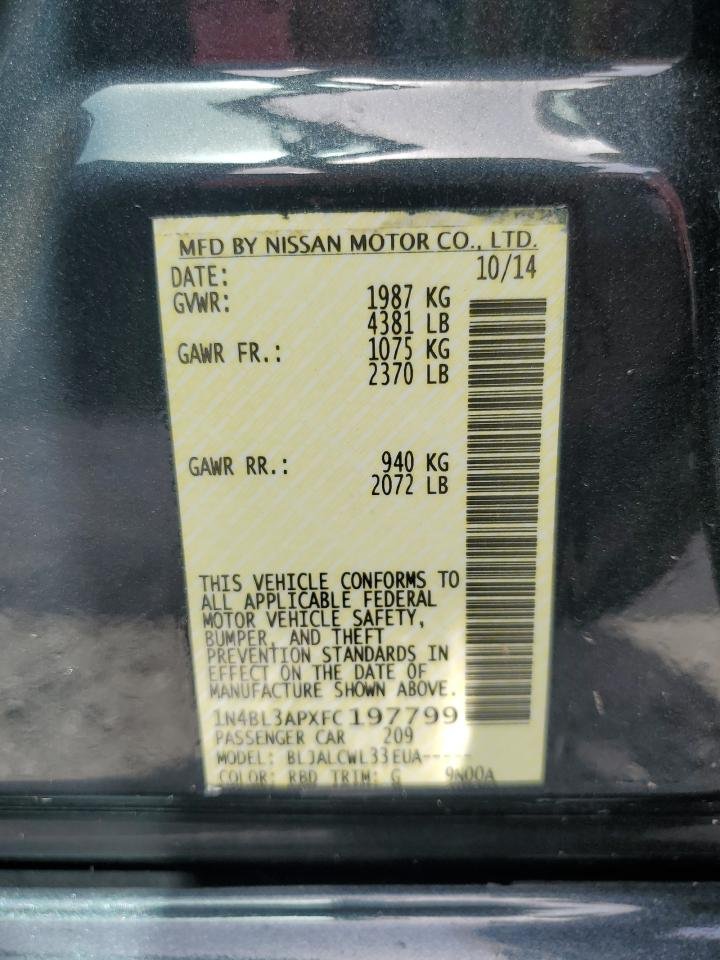 MFD BY NISSAN MOTOR CO., LTD.
DATE: 10/14
GVWR: 1987 KG
4381 LB
GAWR FR.: 1075 KG
2370 LB
GAWR RR.: 940 KG
2072 LB
THIS VEHICLE CONFORMS TO
ALL APPLICABLE FEDERAL
MOTOR VEHICLE SAFETY,
BUMPER, AND THEFT
PREVENTION STANDARDS IN
EFFECT ON THE DATE OF
MANUFACTURE SHOWN ABOVE.
1N4BL3APXFC197799
PASSENGER CAR 209
MODEL: BLJALCWL33EUA-----
COLOR: RBD TRIM: G